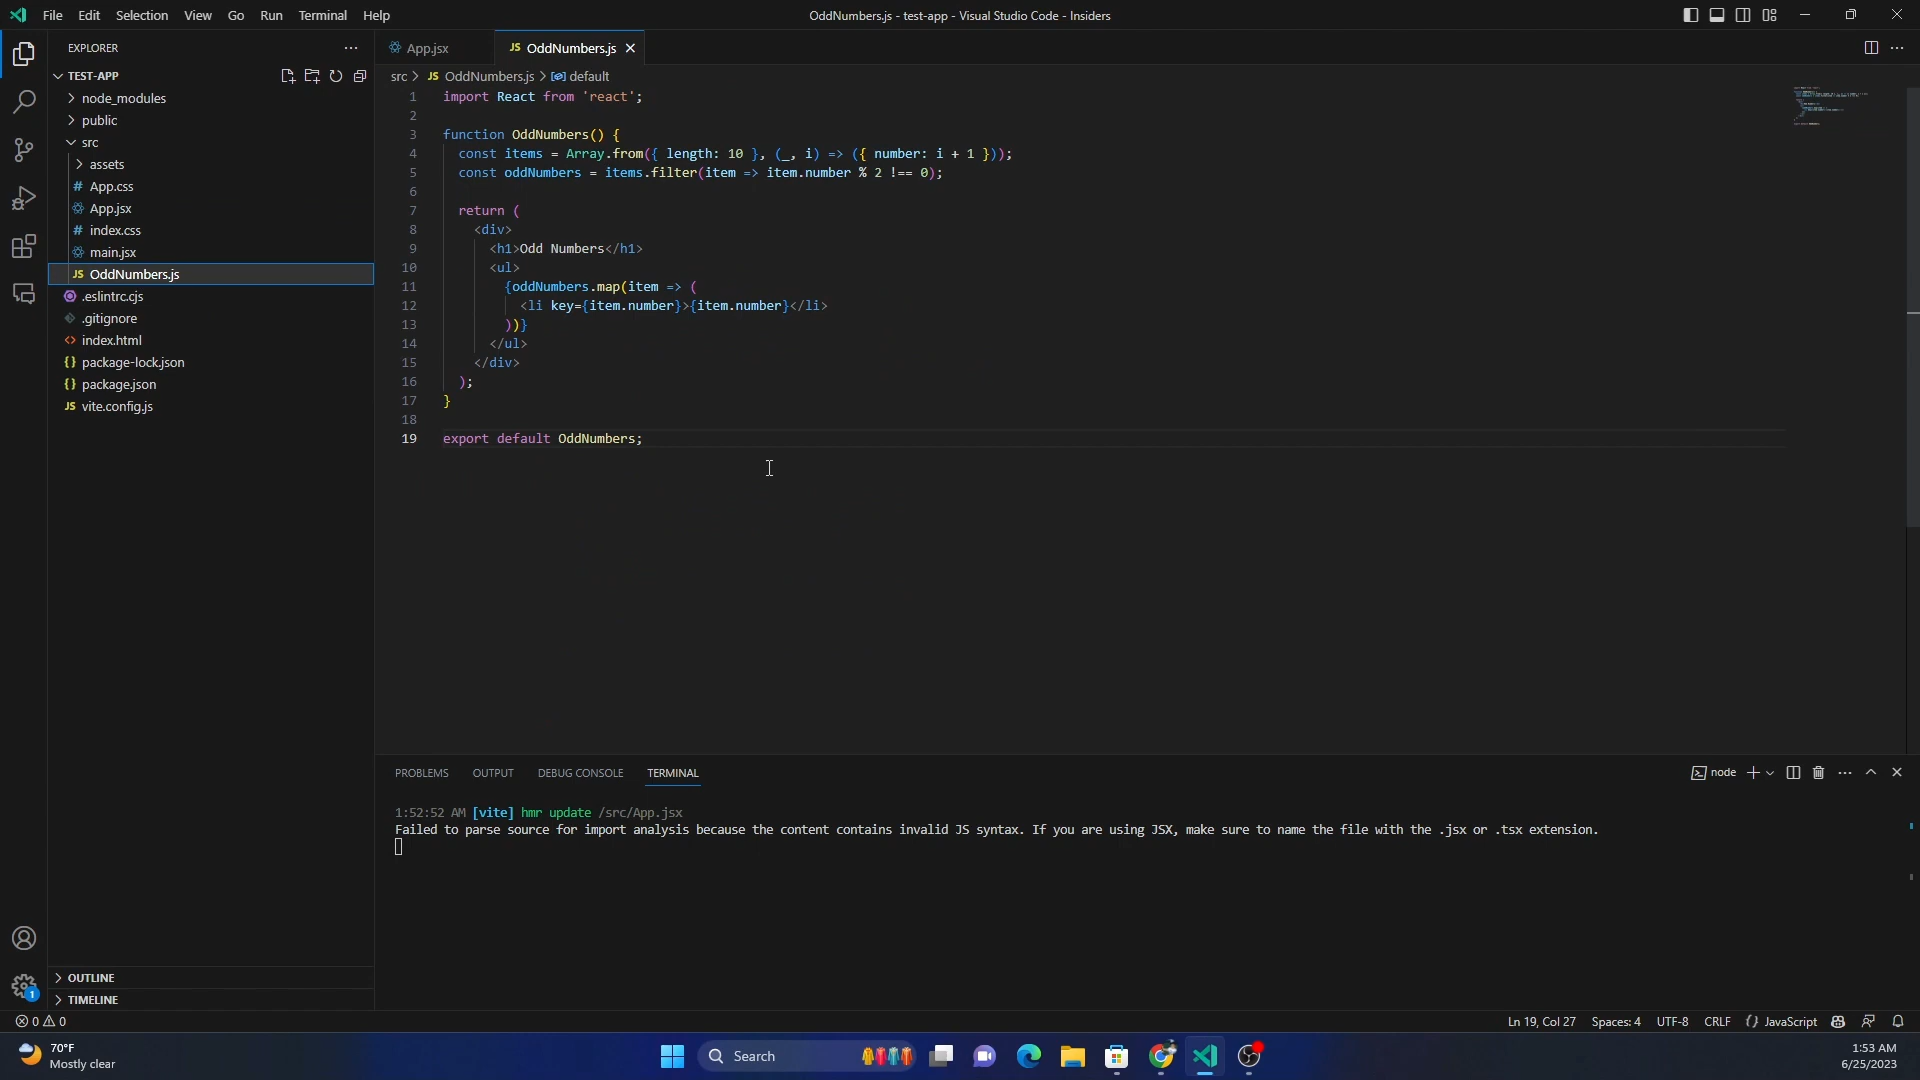 File Edit Selection View Go Run Terminal Help
OddNumbers.js - test-app - Visual Studio Code - Insiders
EXPLORER
TEST-APP
node_modules
public
src
assets
# App.css
App.jsx
# index.css
main.jsx
JS OddNumbers.js
.eslintrc.cjs
.gitignore
<> index.html
{} package-lock.json
{} package.json
JS vite.config.js
OUTLINE
TIMELINE
App.jsx
JS OddNumbers.js
src > JS OddNumbers.js > default
1 import React from 'react';
2
3 function OddNumbers() {
4 const items = Array.from({ length: 10 }, (_, i) => ({ number: i + 1 }));
5 const oddNumbers = items.filter(item => item.number % 2 !== 0);
6
7 return (
8 <div>
9 <h1>Odd Numbers</h1>
10 <ul>
11 {oddNumbers.map(item => (
12 <li key={item.number}>{item.number}</li>
13 ))}
14 </ul>
15 </div>
16 );
17 }
18
19 export default OddNumbers;
PROBLEMS OUTPUT DEBUG CONSOLE TERMINAL
node
1:52:52 AM [vite] hmr update /src/App.jsx
Failed to parse source for import analysis because the content contains invalid JS syntax. If you are using JSX, make sure to name the file with the .jsx or .tsx extension.
1
0 0
Ln 19, Col 27 Spaces: 4 UTF-8 CRLF {} JavaScript
70°F
Mostly clear
Search
1:53 AM
6/25/2023